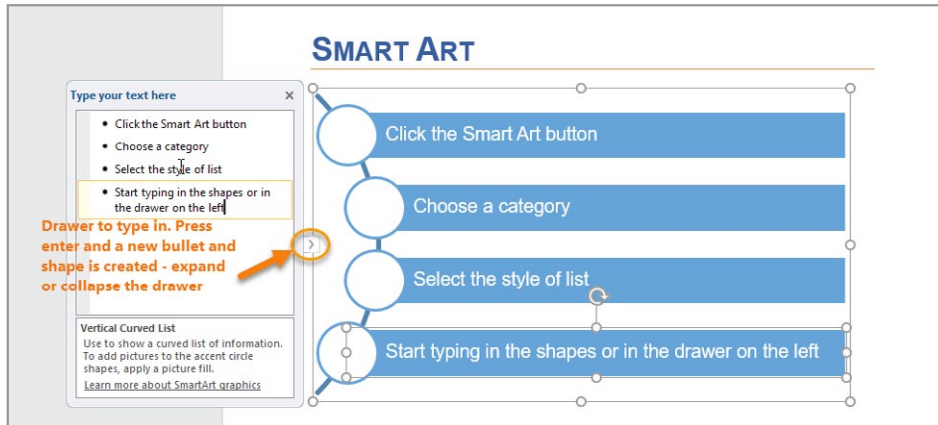 SMART ART
Type your text here
• Click the Smart Art button
• Choose a category
• Select the style of list
• Start typing in the shapes or in
the drawer on the left
Drawer to type in. Press
enter and a new bullet and
shape is created - expand
or collapse the drawer
Vertical Curved List
Use to show a curved list of information.
To add pictures to the accent circle
shapes, apply a picture fill.
Learn more about SmartArt graphics
Click the Smart Art button
Choose a category
Select the style of list
Start typing in the shapes or in the drawer on the left